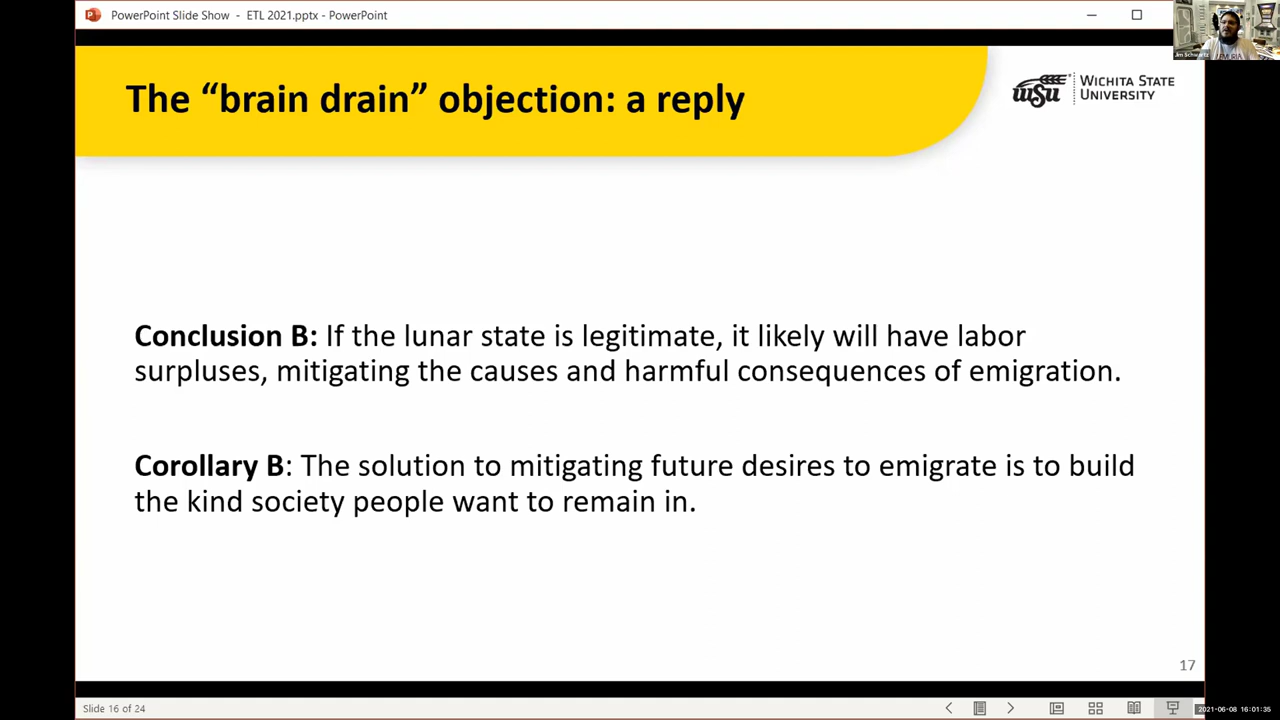 PowerPoint Slide Show - ETL 2021.pptx - PowerPoint
Jim Schwartz
The “brain drain” objection: a reply
wsu
WICHITA STATE
UNIVERSITY
Conclusion B: If the lunar state is legitimate, it likely will have labor
surpluses, mitigating the causes and harmful consequences of emigration.
Corollary B: The solution to mitigating future desires to emigrate is to build
the kind society people want to remain in.
17
Slide 16 of 24
2021-06-08 16:01:35